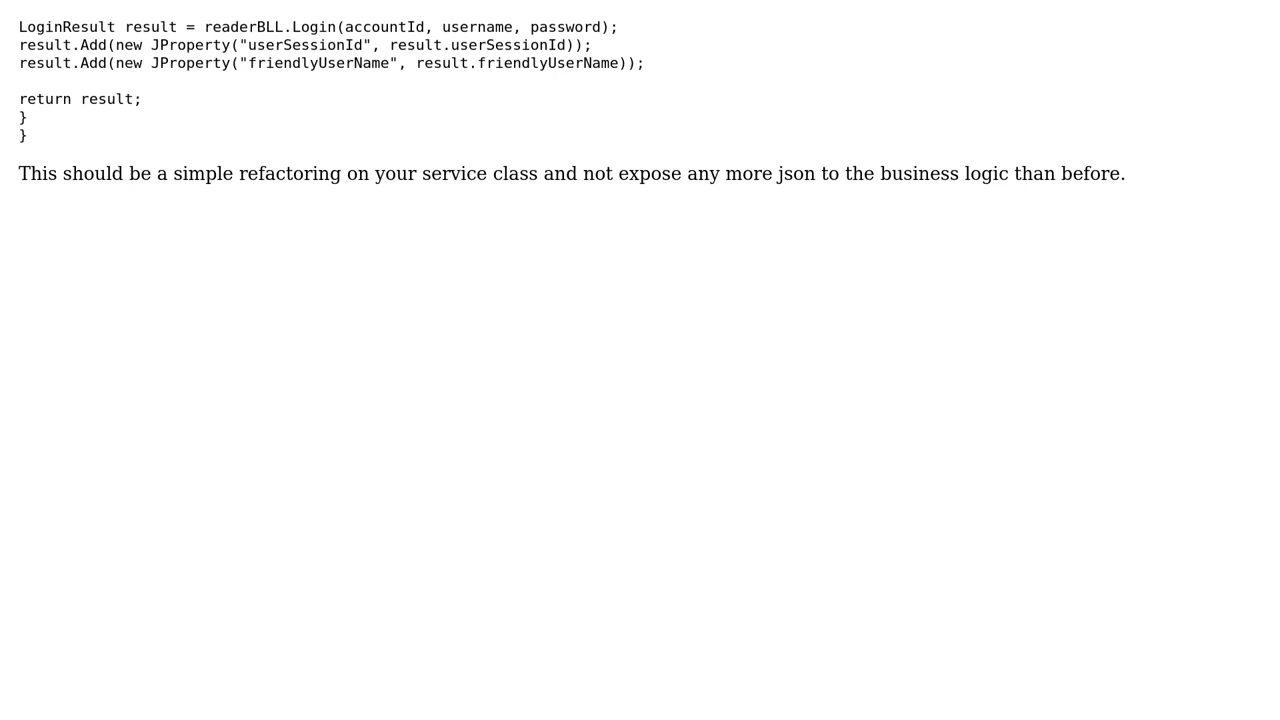 LoginResult result = readerBLL.Login(accountId, username, password);
result.Add(new JProperty("userSessionId", result.userSessionId));
result.Add(new JProperty("friendlyUserName", result.friendlyUserName));

return result;
}
}
This should be a simple refactoring on your service class and not expose any more json to the business logic than before.